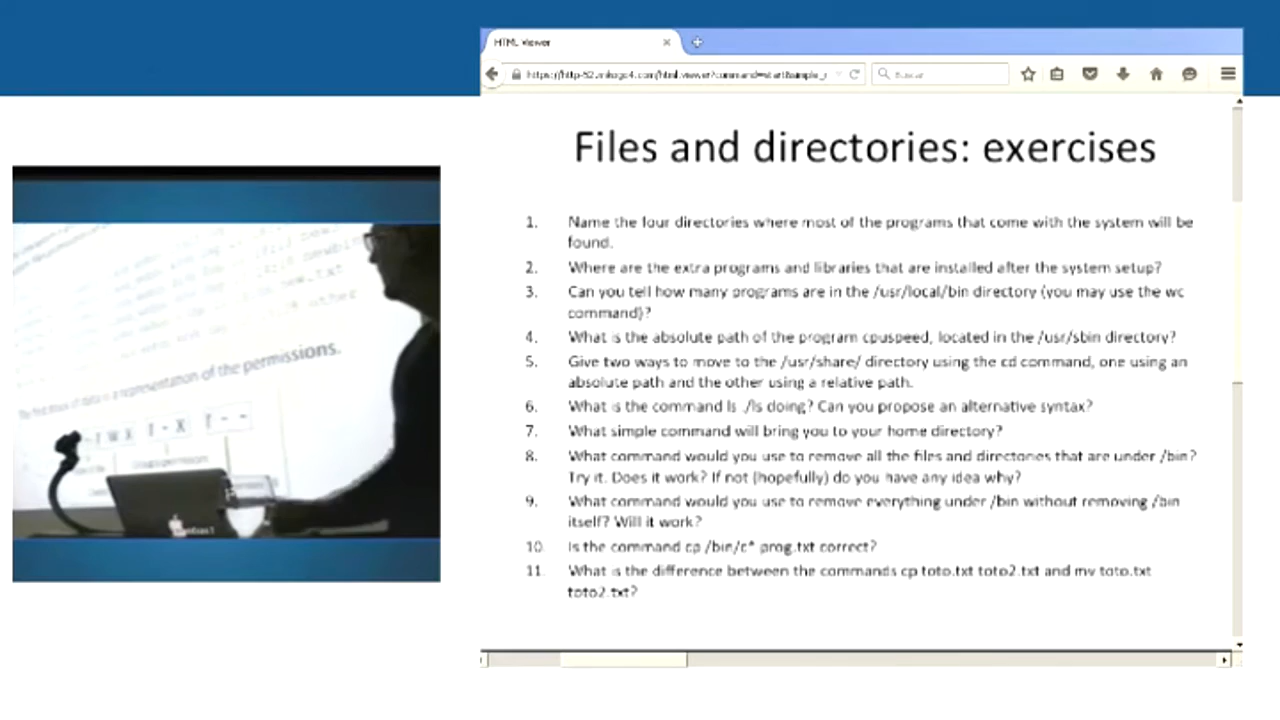 HTML viewer
Buscar
Files and directories: exercises
1. Name the four directories where most of the programs that come with the system will be
found.
2. Where are the extra programs and libraries that are installed after the system setup?
3. Can you tell how many programs are in the /usr/local/bin directory (you may use the wc
command)?
4. What is the absolute path of the program cpuspeed, located in the /usr/sbin directory?
5. Give two ways to move to the /usr/share/ directory using the cd command, one using an
absolute path and the other using a relative path.
6. What is the command ls ./ls doing? Can you propose an alternative syntax?
7. What simple command will bring you to your home directory?
8. What command would you use to remove all the files and directories that are under /bin?
Try it. Does it work? If not (hopefully) do you have any idea why?
9. What command would you use to remove everything under /bin without removing /bin
itself? Will it work?
10. Is the command cp /bin/c* prog.txt correct?
11. What is the difference between the commands cp toto.txt toto2.txt and mv toto.txt
toto2.txt?
representation of the permissions.
r w x r - x r - -